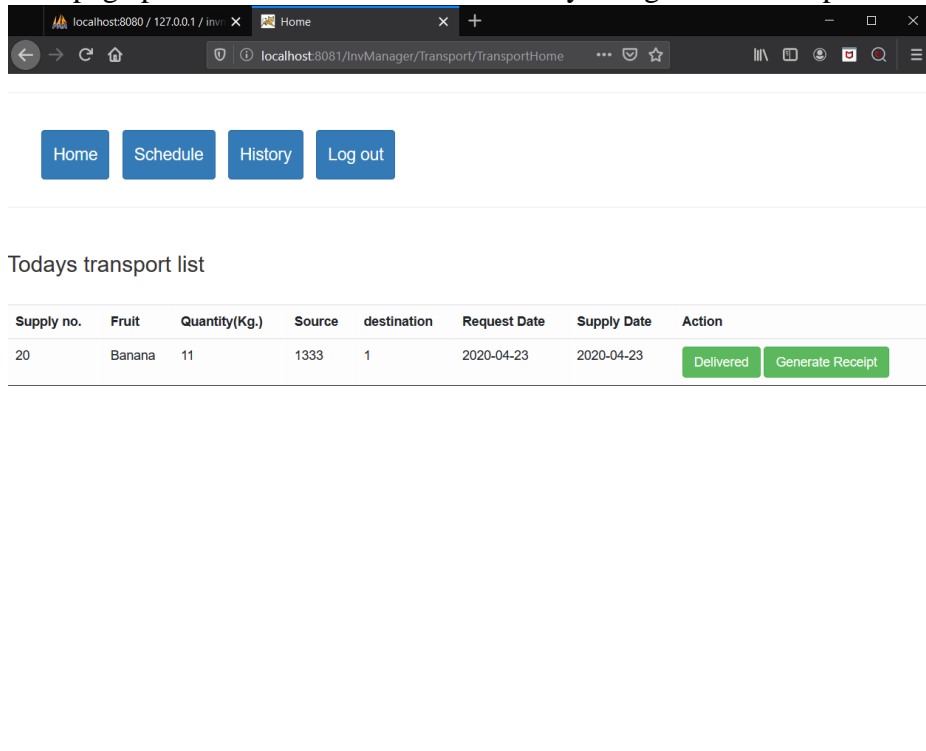 localhost:8080 / 127.0.0.1 / invn
Home
localhost:8081/InvManager/Transport/TransportHome
Home Schedule History Log out
Todays transport list
Supply no. Fruit Quantity(Kg.) Source destination Request Date Supply Date Action
20 Banana 11 1333 1 2020-04-23 2020-04-23 Delivered Generate Receipt